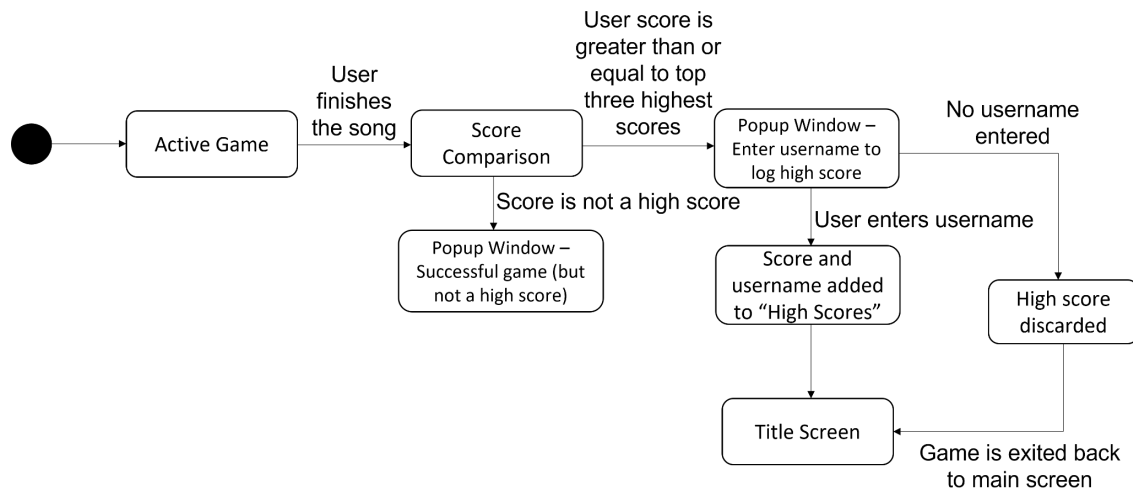 User score is
greater than or
equal to top
three highest
scores
User
finishes
the song
No username
entered
Active Game
Score
Comparison
Popup Window –
Enter username to
log high score
Score is not a high score
User enters username
Popup Window –
Successful game (but
not a high score)
Score and
username added
to “High Scores”
High score
discarded
Title Screen
Game is exited back
to main screen